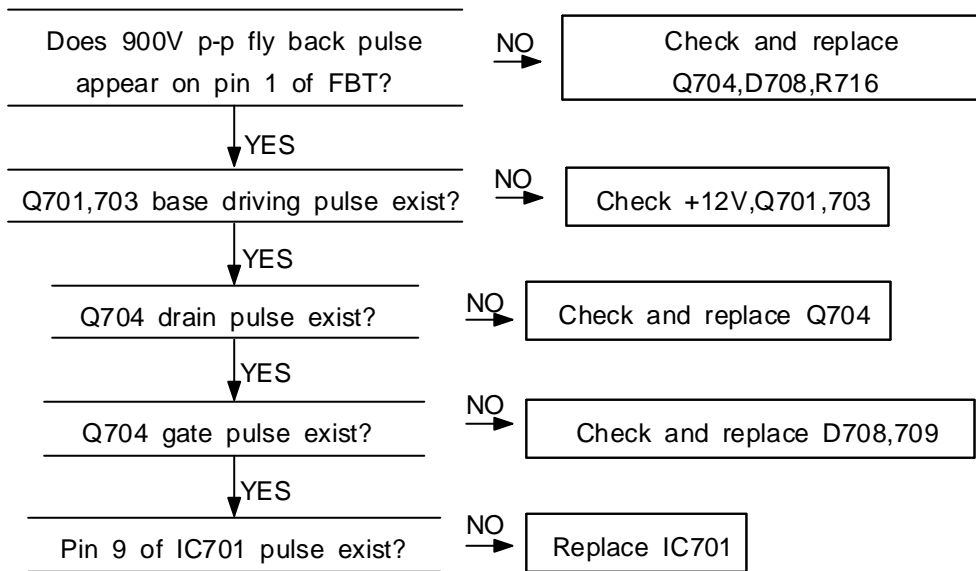 Does 900V p-p fly back pulse
appear on pin 1 of FBT?
NO
Check and replace
Q704,D708,R716
YES
Q701,703 base driving pulse exist?
NO
Check +12V,Q701,703
YES
Q704 drain pulse exist?
NO
Check and replace Q704
YES
Q704 gate pulse exist?
NO
Check and replace D708,709
YES
Pin 9 of IC701 pulse exist?
NO
Replace IC701